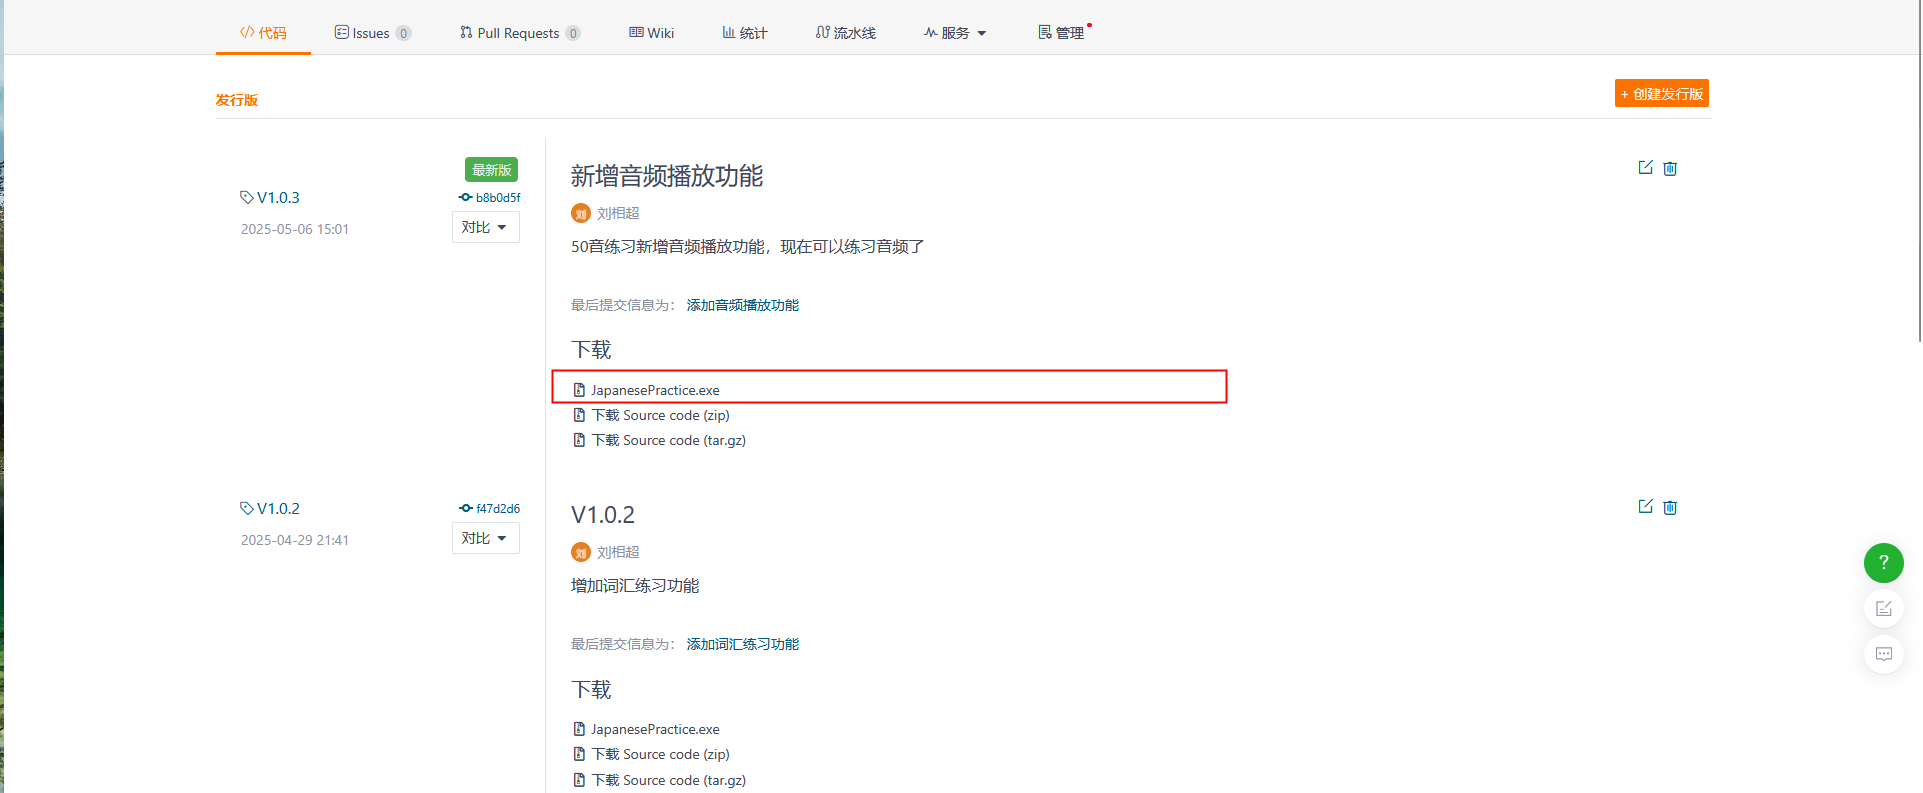 代码 Issues 0 Pull Requests 0 Wiki 统计 流水线 服务 管理
发行版
+ 创建发行版
最新版
V1.0.3
b8b0d5f
2025-05-06 15:01
对比
新增音频播放功能
刘 刘相超
50音练习新增音频播放功能，现在可以练习音频了
最后提交信息为： 添加音频播放功能
下载
JapanesePractice.exe
下载 Source code (zip)
下载 Source code (tar.gz)
V1.0.2
f47d2d6
2025-04-29 21:41
对比
V1.0.2
刘 刘相超
增加词汇练习功能
最后提交信息为： 添加词汇练习功能
下载
JapanesePractice.exe
下载 Source code (zip)
下载 Source code (tar.gz)
?